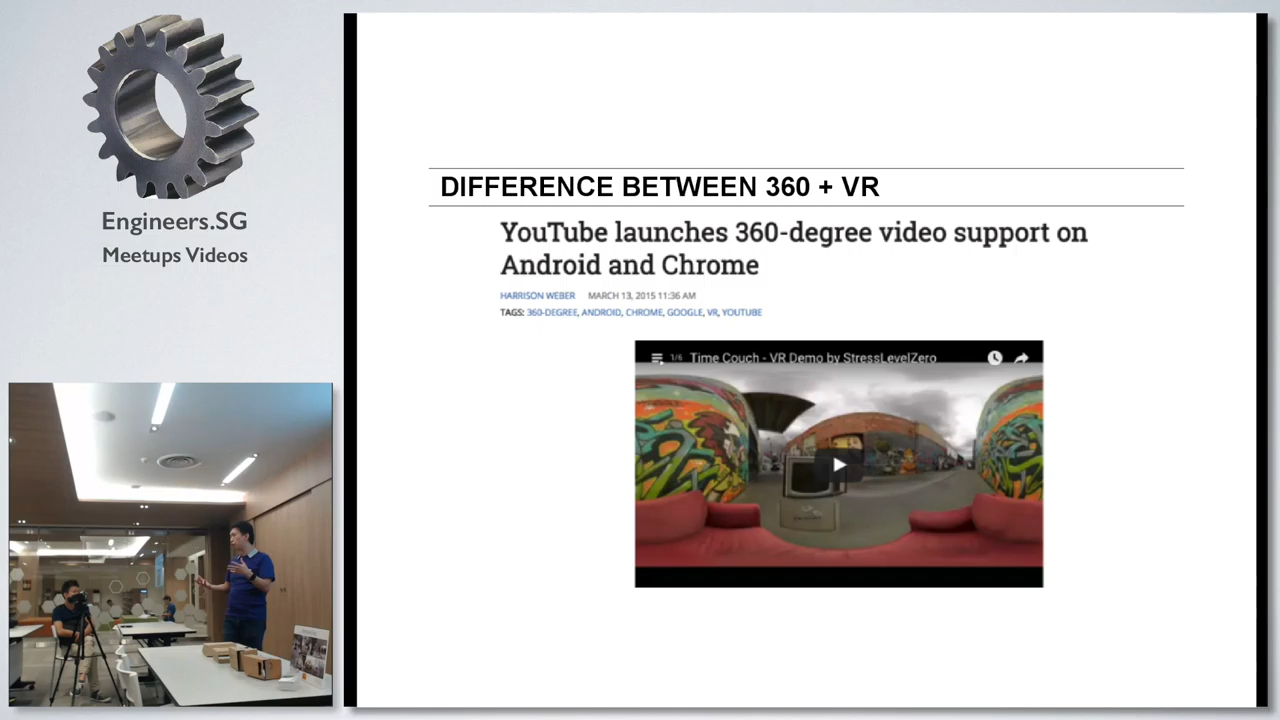 Engineers.SG
Meetups Videos
DIFFERENCE BETWEEN 360 + VR
YouTube launches 360-degree video support on
Android and Chrome
HARRISON WEBER MARCH 13, 2015 11:36 AM
TAGS: 360-DEGREE, ANDROID, CHROME, GOOGLE, VR, YOUTUBE
1/6 Time Couch - VR Demo by StressLevelZero